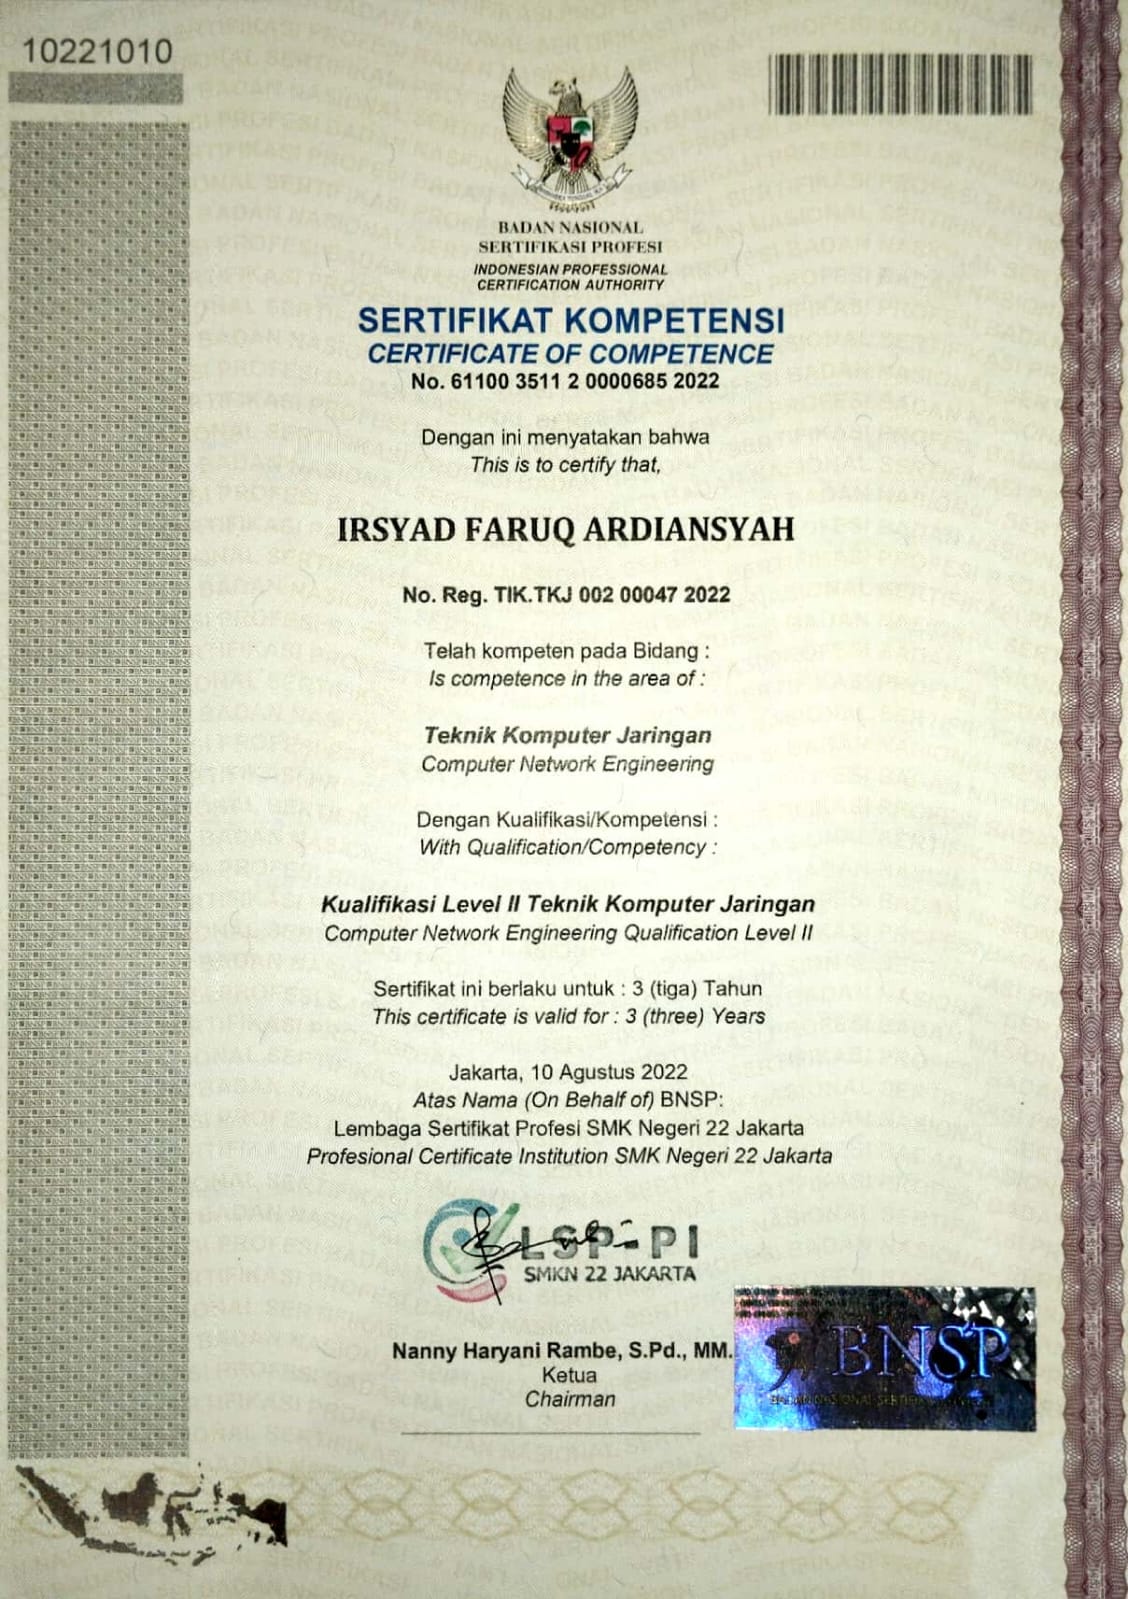 10221010
BADAN NASIONAL
SERTIFIKASI PROFESI
INDONESIAN PROFESSIONAL
CERTIFICATION AUTHORITY
SERTIFIKAT KOMPETENSI
CERTIFICATE OF COMPETENCE
No. 61100 3511 2 0000685 2022
Dengan ini menyatakan bahwa
This is to certify that,
IRSYAD FARUQ ARDIANSYAH
No. Reg. TIK.TKJ 002 00047 2022
Telah kompeten pada Bidang :
Is competence in the area of :
Teknik Komputer Jaringan
Computer Network Engineering
Dengan Kualifikasi/Kompetensi :
With Qualification/Competency :
Kualifikasi Level II Teknik Komputer Jaringan
Computer Network Engineering Qualification Level II
Sertifikat ini berlaku untuk : 3 (tiga) Tahun
This certificate is valid for : 3 (three) Years
Jakarta, 10 Agustus 2022
Atas Nama (On Behalf of) BNSP:
Lembaga Sertifikat Profesi SMK Negeri 22 Jakarta
Profesional Certificate Institution SMK Negeri 22 Jakarta
LSP-PI
SMKN 22 JAKARTA
Nanny Haryani Rambe, S.Pd., MM.
Ketua
Chairman
BNSP